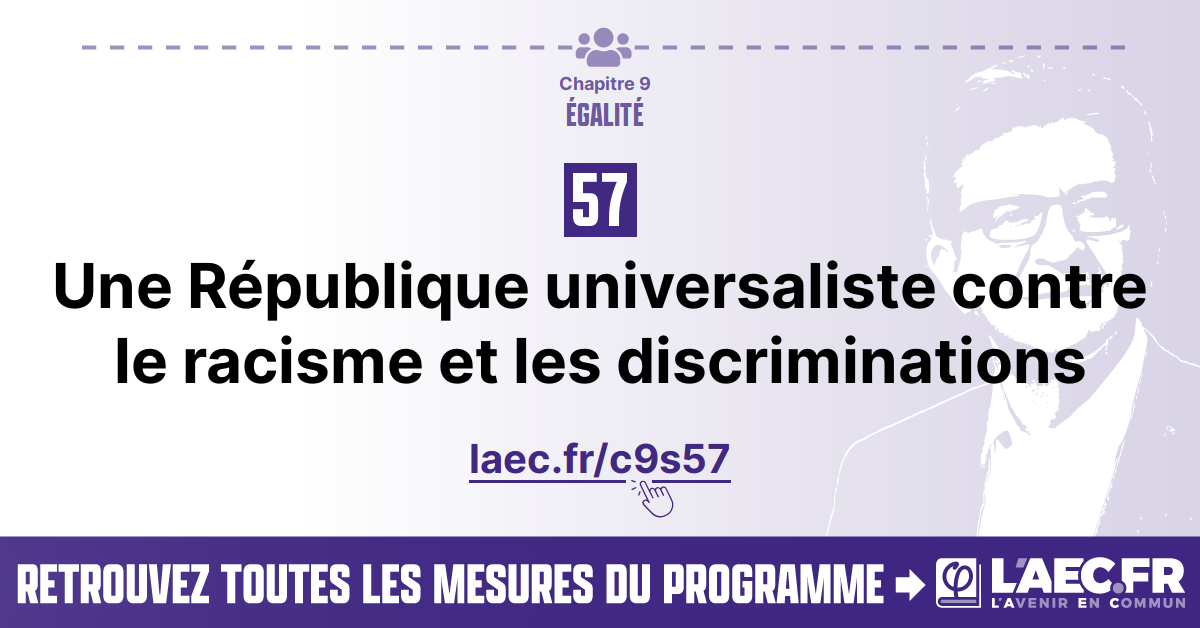 Chapitre 9
ÉGALITÉ
57
Une République universaliste contre
le racisme et les discriminations
laec.fr/c9s57
RETROUVEZ TOUTES LES MESURES DU PROGRAMME
φ L'AEC.FR
L'AVENIR EN COMMUN